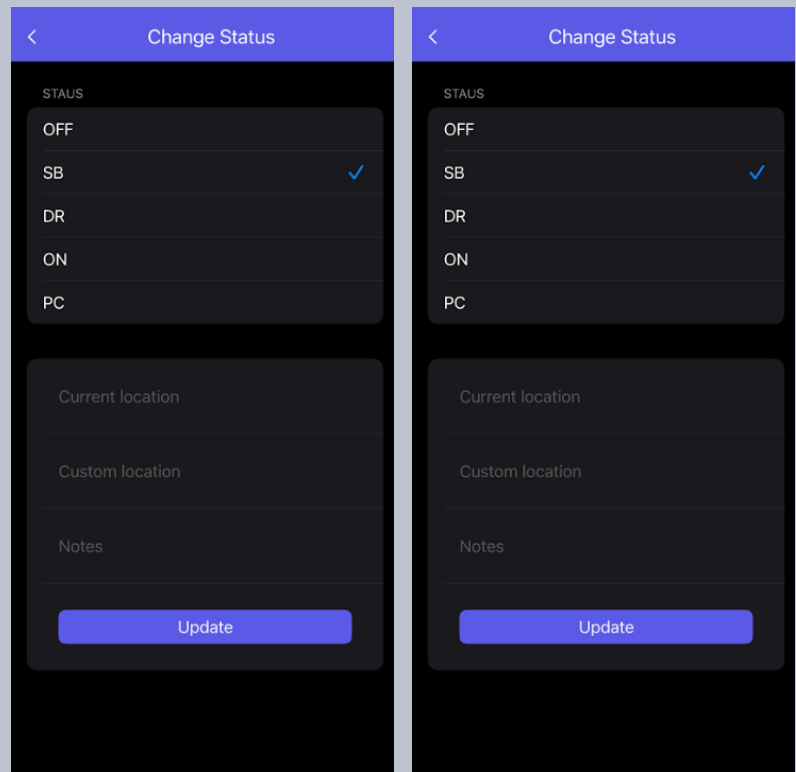 Change Status
STAUS
OFF
SB
DR
ON
PC
Current location
Custom location
Notes
Update
Change Status
STAUS
OFF
SB
DR
ON
PC
Current location
Custom location
Notes
Update